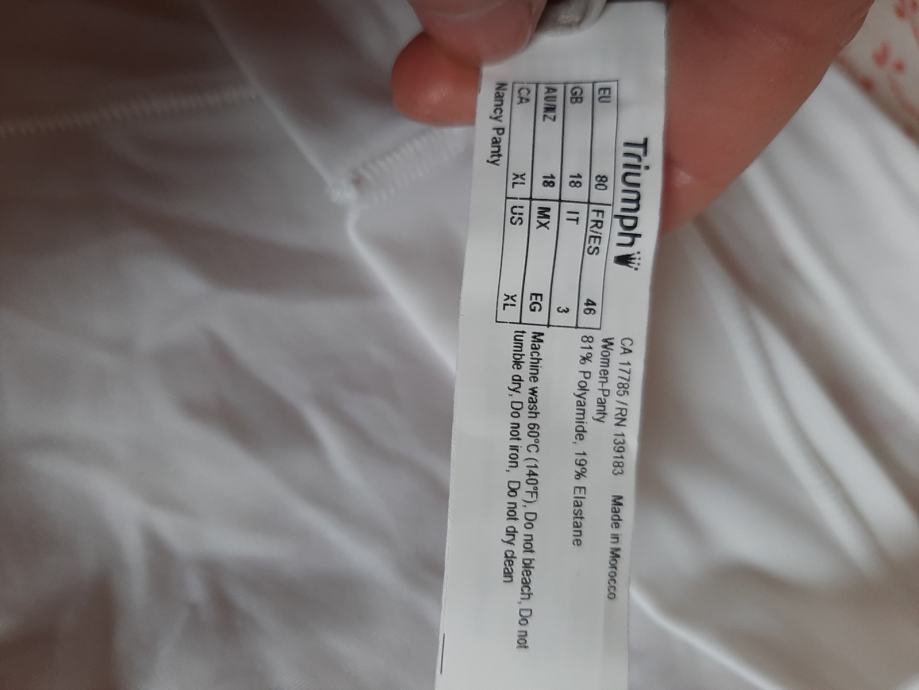 Triumph
EU 80 FR/ES 46
GB 18 IT 3
AU/NZ 18 MX EG
CA XL US XL
Nancy Panty
CA 17785 / RN 139183 Made in Morocco
Women-Panty
81% Polyamide, 19% Elastane
Machine wash 60°C (140°F), Do not bleach, Do not
tumble dry, Do not iron, Do not dry clean